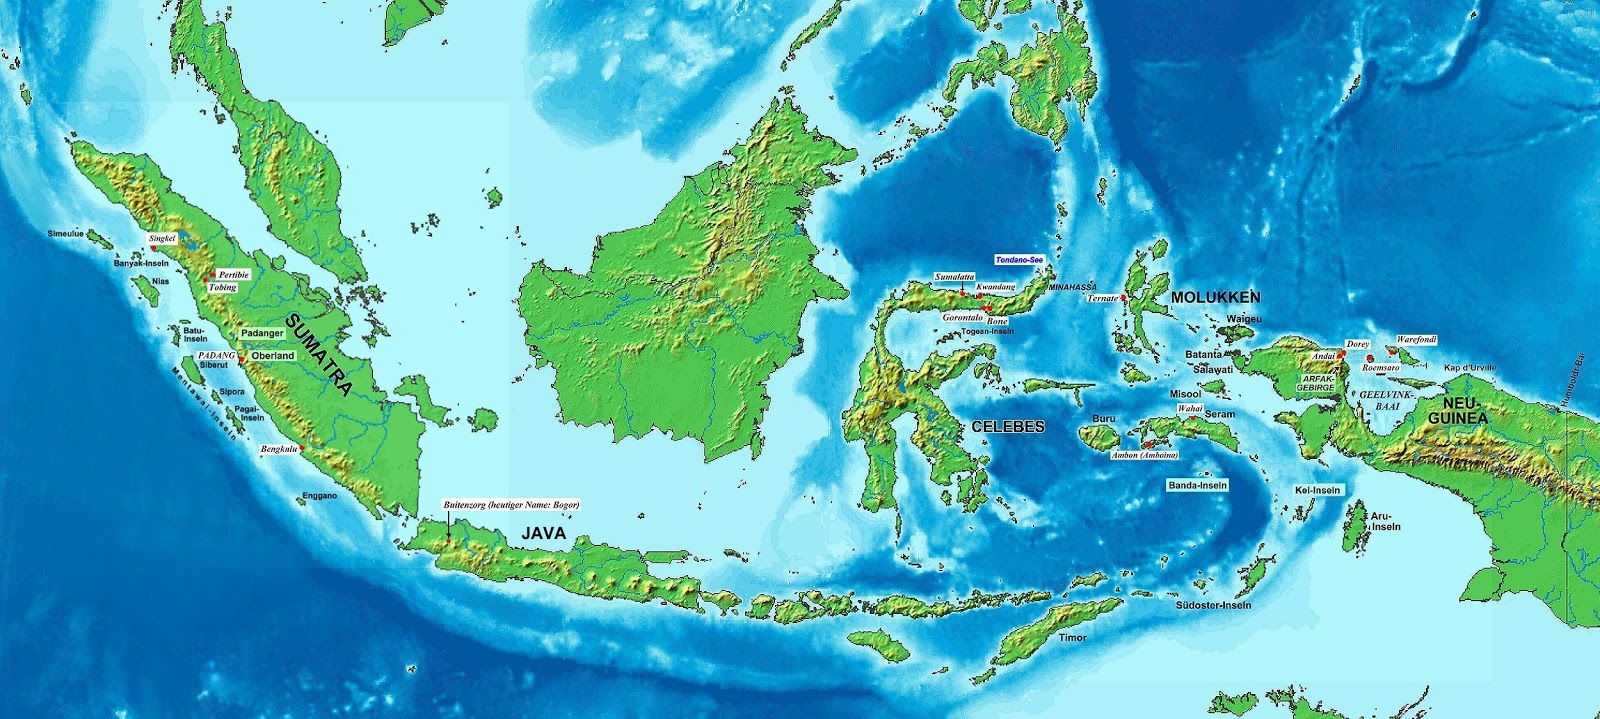 Simeulue
Singkel
Banyak-Inseln
Nias
Pertibie
Tobing
Batu-
Inseln
Padanger
Oberland
PADANG
Siberut
SUMATRA
Sipora
Mentawai-Inseln
Pagai-
Inseln
Bengkulu
Enggano
Buitenzorg (heutiger Name: Bogor)
JAVA
Tondano-See
Sumalatta
Kwandang
MINAHASSA
Gorontalo
Bone
Togean-Inseln
CELEBES
Ternate
MOLUKKEN
Waigeu
Batanta
Salawati
Misool
Buru
Wahai
Seram
Ambon (Amboina)
Banda-Inseln
Kei-Inseln
Aru-
Inseln
Südoster-Inseln
Timor
Dorey
Andai
Warefondi
Roemsaro
ARFAK-
GEBIRGE
Kap d'Urville
GEELVINK-
BAAI
NEU-
GUINEA
Humboldt-Bai